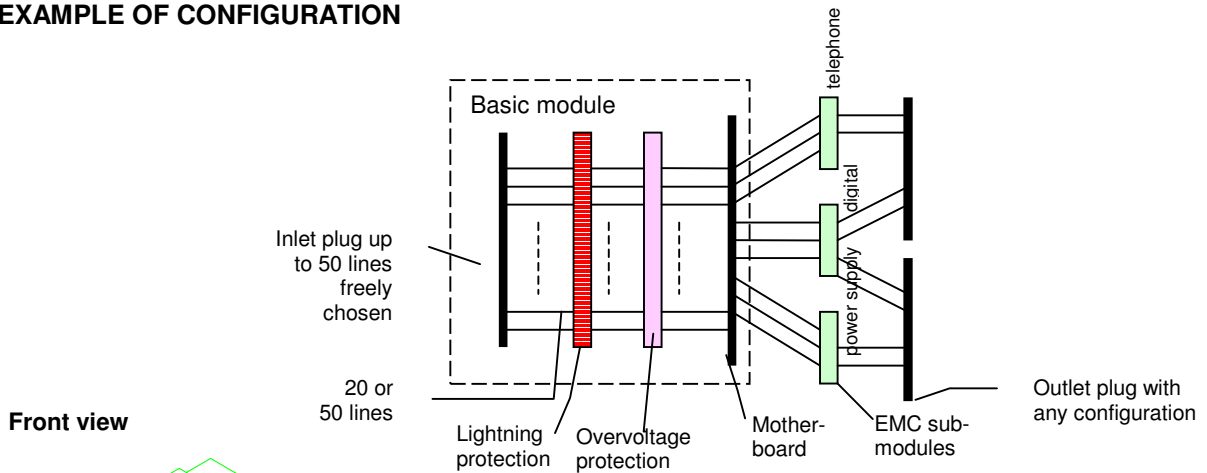 EXAMPLE OF CONFIGURATION
telephone
Basic module
digital
power supply
Inlet plug up
to 50 lines
freely
chosen
20 or
50 lines
Outlet plug with
any configuration
Front view
Lightning
protection
Overvoltage
protection
Mother-
board
EMC sub-
modules